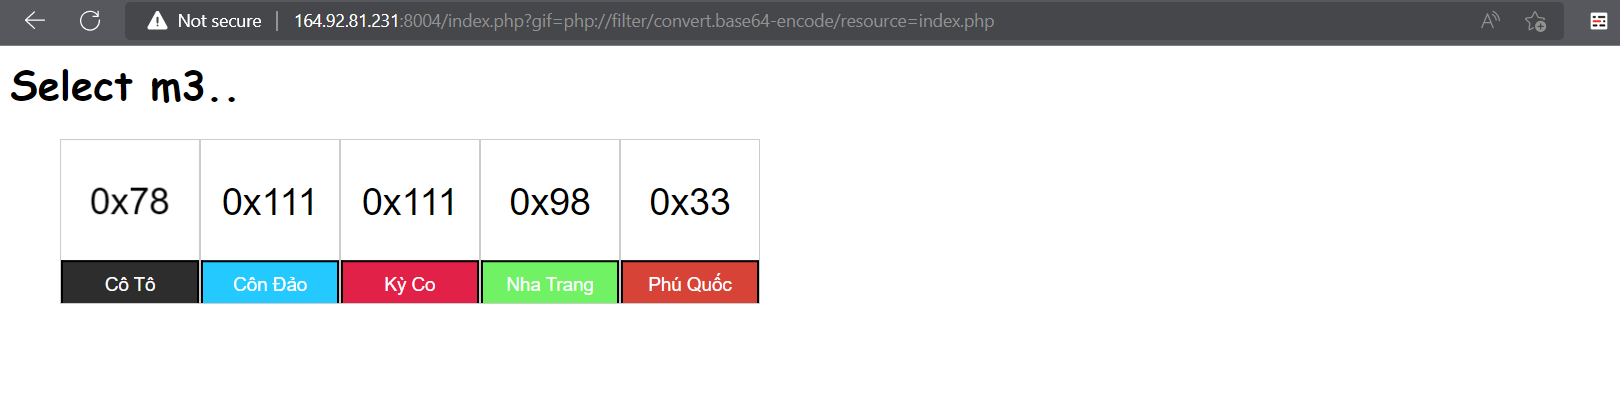 Not secure | 164.92.81.231:8004/index.php?gif=php://filter/convert.base64-encode/resource=index.php
Select m3..
0x78 0x111 0x111 0x98 0x33
Cô Tô Côn Đảo Kỳ Co Nha Trang Phú Quốc